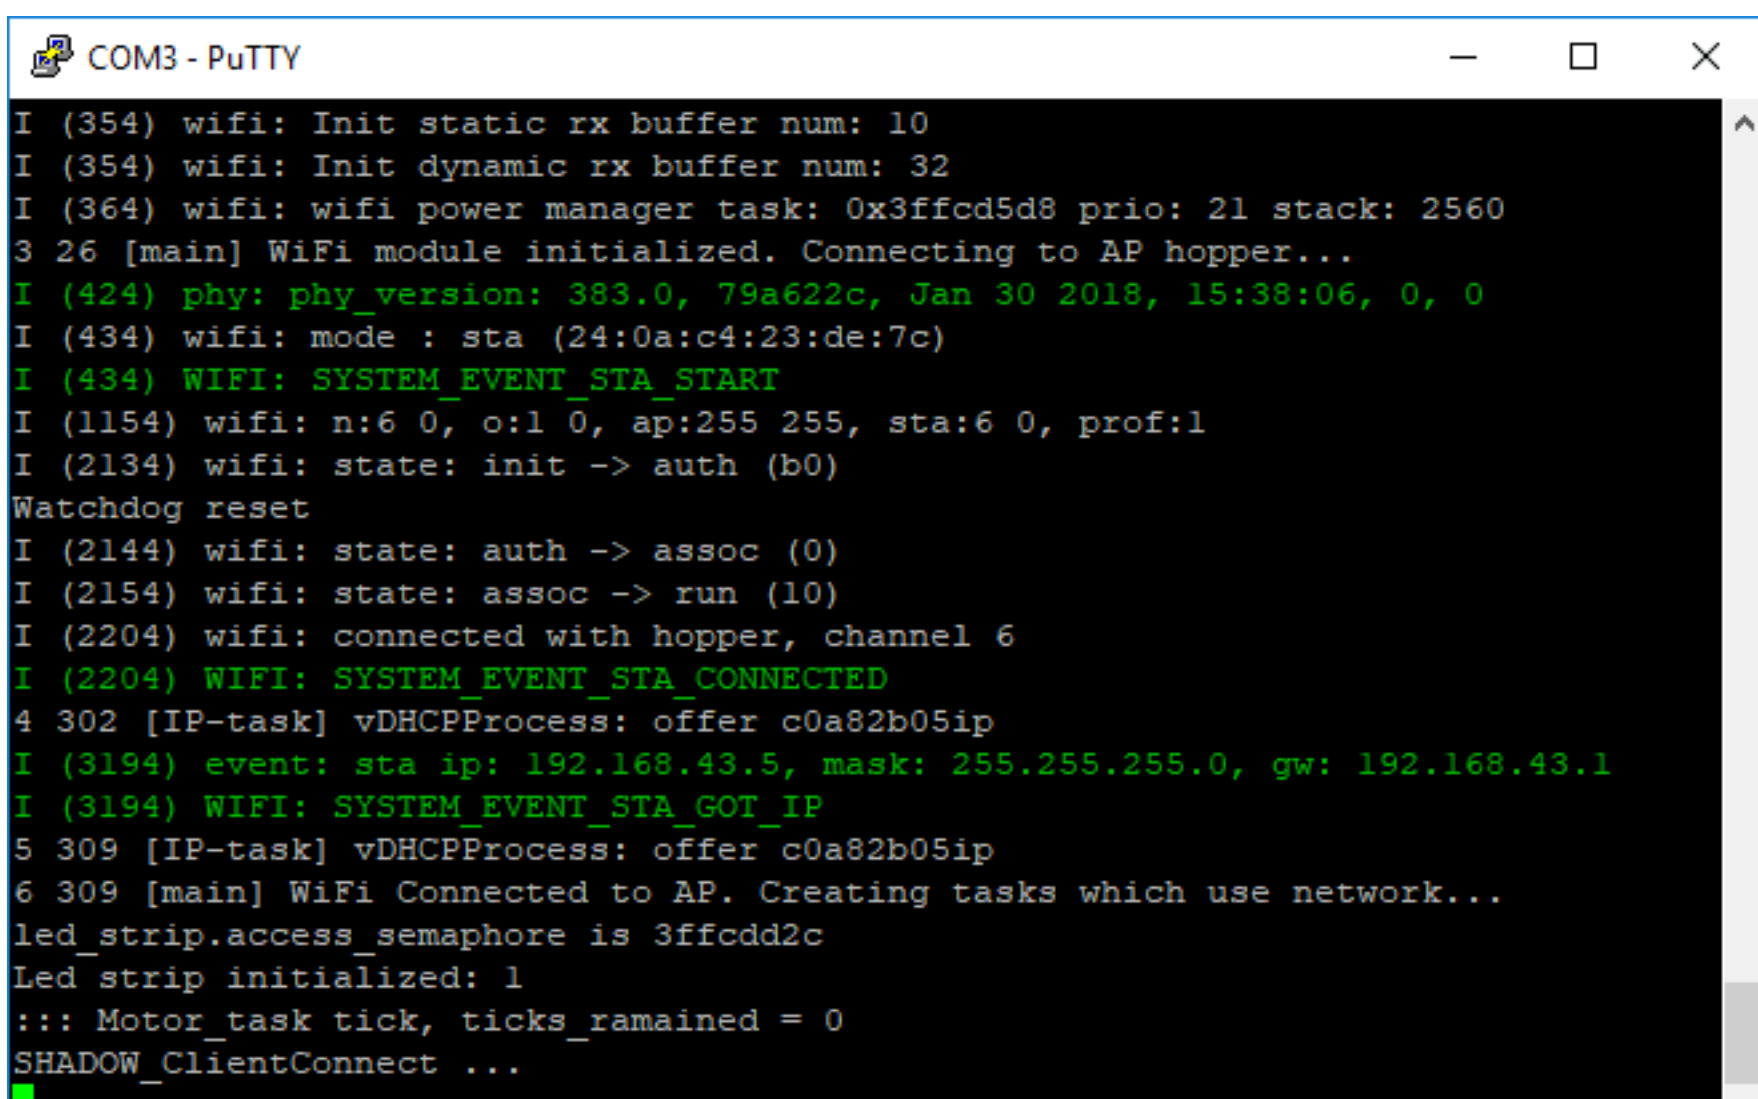 COM3 - PuTTY
I (354) wifi: Init static rx buffer num: 10
I (354) wifi: Init dynamic rx buffer num: 32
I (364) wifi: wifi power manager task: 0x3ffcd5d8 prio: 21 stack: 2560
3 26 [main] WiFi module initialized. Connecting to AP hopper...
I (424) phy: phy_version: 383.0, 79a622c, Jan 30 2018, 15:38:06, 0, 0
I (434) wifi: mode : sta (24:0a:c4:23:de:7c)
I (434) WIFI: SYSTEM_EVENT_STA_START
I (1154) wifi: n:6 0, o:1 0, ap:255 255, sta:6 0, prof:1
I (2134) wifi: state: init -> auth (b0)
Watchdog reset
I (2144) wifi: state: auth -> assoc (0)
I (2154) wifi: state: assoc -> run (10)
I (2204) wifi: connected with hopper, channel 6
I (2204) WIFI: SYSTEM_EVENT_STA_CONNECTED
4 302 [IP-task] vDHCPProcess: offer c0a82b05ip
I (3194) event: sta ip: 192.168.43.5, mask: 255.255.255.0, gw: 192.168.43.1
I (3194) WIFI: SYSTEM_EVENT_STA_GOT_IP
5 309 [IP-task] vDHCPProcess: offer c0a82b05ip
6 309 [main] WiFi Connected to AP. Creating tasks which use network...
led_strip.access_semaphore is 3ffcdd2c
Led strip initialized: 1
::: Motor_task tick, ticks_ramained = 0
SHADOW_ClientConnect ...